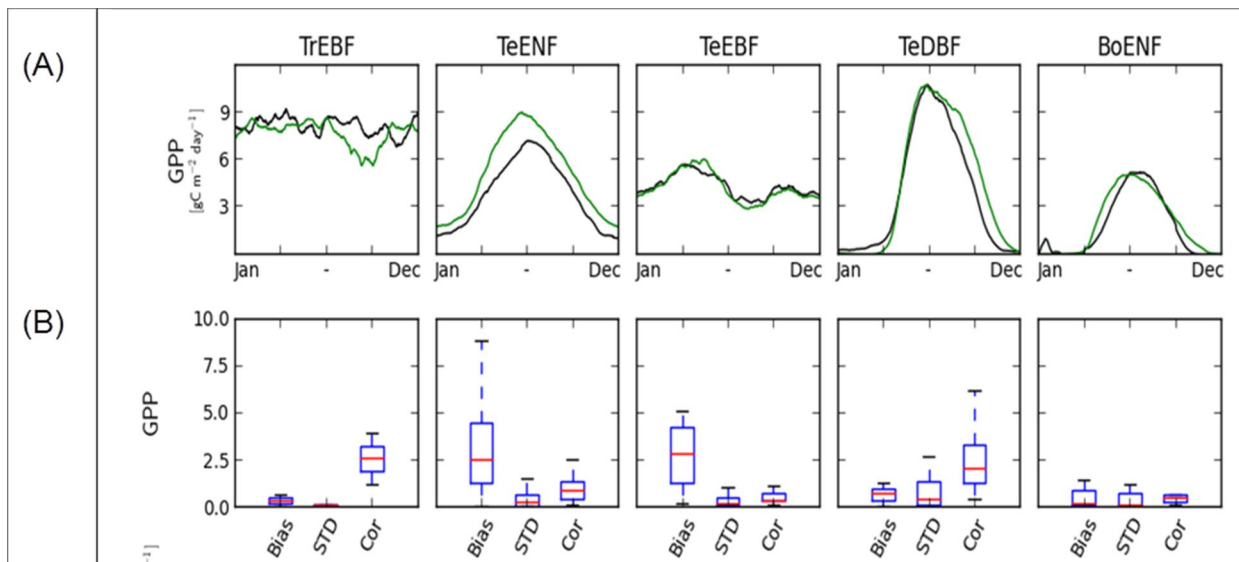 (A)
TrEBF TeENF TeEBF TeDBF BoENF
GPP
[gC m⁻² day⁻¹]
9
6
3
Jan - Dec Jan - Dec Jan - Dec Jan - Dec Jan - Dec
(B)
GPP
10.0
7.5
5.0
2.5
0.0
Bias STD Cor Bias STD Cor Bias STD Cor Bias STD Cor Bias STD Cor
⁻¹]